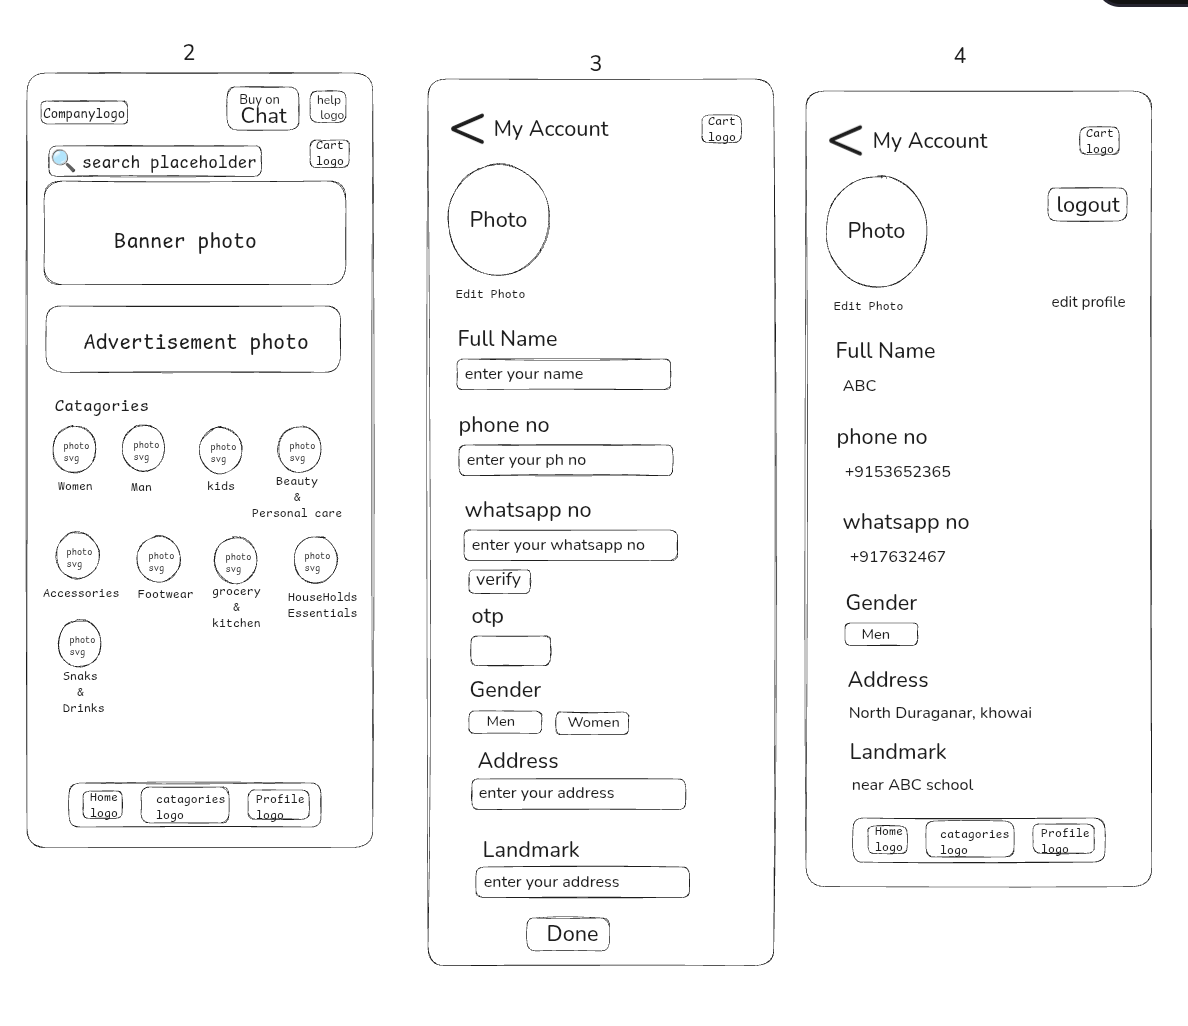 2
Companylogo
Buy on
Chat
help
logo
search placeholder
Cart
logo
Banner photo
Advertisement photo
Catagories
photo
svg
Women
photo
svg
Man
photo
svg
kids
photo
svg
Beauty
&
Personal care
photo
svg
Accessories
photo
svg
Footwear
photo
svg
grocery
&
kitchen
photo
svg
HouseHolds
Essentials
photo
svg
Snaks
&
Drinks
Home
logo
catagories
logo
Profile
logo
3
My Account
Cart
logo
Photo
Edit Photo
Full Name
enter your name
phone no
enter your ph no
whatsapp no
enter your whatsapp no
verify
otp
Gender
Men
Women
Address
enter your address
Landmark
enter your address
Done
4
My Account
Cart
logo
Photo
logout
Edit Photo
edit profile
Full Name
ABC
phone no
+9153652365
whatsapp no
+917632467
Gender
Men
Address
North Duraganar, khowai
Landmark
near ABC school
Home
logo
catagories
logo
Profile
logo